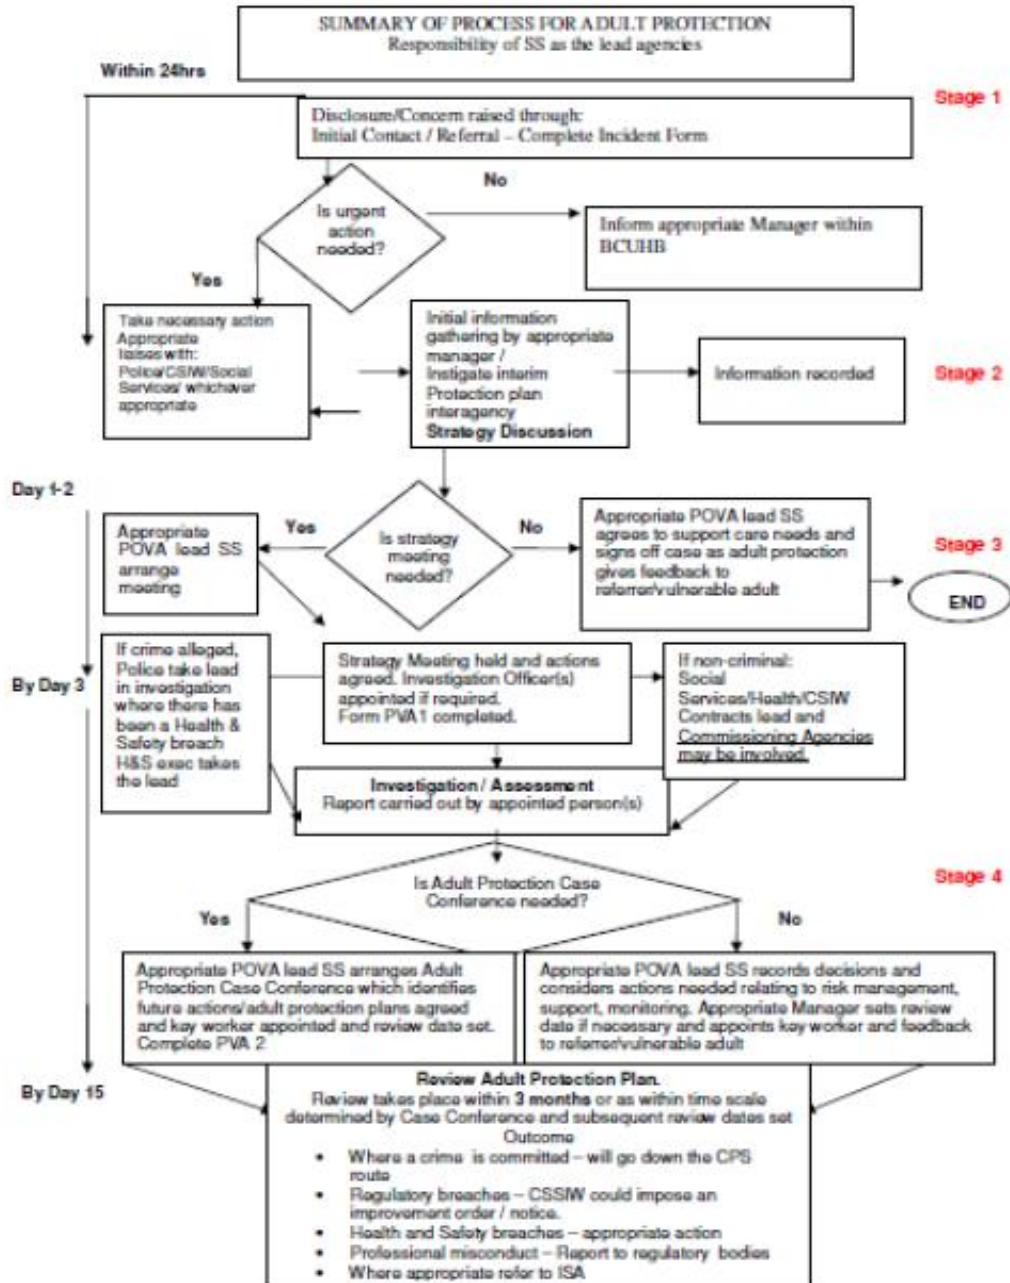 SUMMARY OF PROCESS FOR ADULT PROTECTION
Responsibility of SS as the lead agencies
Within 24hrs
Stage 1
Disclosure/Concern raised through:
Initial Contact / Referral – Complete Incident Form
No
Is urgent
action
needed?
Inform appropriate Manager within
BCUHB
Yes
Take necessary action
Appropriate
liaises with:
Police/CSIW/Social
Services/ whichever
appropriate
Initial information
gathering by appropriate
manager /
Instigate interim
Protection plan
interagency
Strategy Discussion
Information recorded
Stage 2
Day 1-2
Appropriate
POVA lead SS
arrange
meeting
Yes
Is strategy
meeting
needed?
No
Appropriate POVA lead SS
agrees to support care needs and
signs off case as adult protection
gives feedback to
referrer/vulnerable adult
Stage 3
END
By Day 3
If crime alleged,
Police take lead
in investigation
where there has
been a Health &
Safety breach
H&S exec takes
the lead
Strategy Meeting held and actions
agreed. Investigation Officer(s)
appointed if required.
Form PVA1 completed.
If non-criminal:
Social
Services/Health/CSIW
Contracts lead and
Commissioning Agencies
may be involved.
Investigation / Assessment
Report carried out by appointed person(s)
Stage 4
Is Adult Protection Case
Conference needed?
Yes
No
Appropriate POVA lead SS arranges Adult
Protection Case Conference which identifies
future actions/adult protection plans agreed
and key worker appointed and review date set.
Complete PVA 2
Appropriate POVA lead SS records decisions and
considers actions needed relating to risk management,
support, monitoring. Appropriate Manager sets review
date if necessary and appoints key worker and feedback
to referrer/vulnerable adult
By Day 15
Review Adult Protection Plan.
Review takes place within 3 months or as within time scale
determined by Case Conference and subsequent review dates set
Outcome
• Where a crime is committed – will go down the CPS
route
• Regulatory breaches – CSSIW could impose an
improvement order / notice.
• Health and Safety breaches – appropriate action
• Professional misconduct – Report to regulatory bodies
• Where appropriate refer to ISA